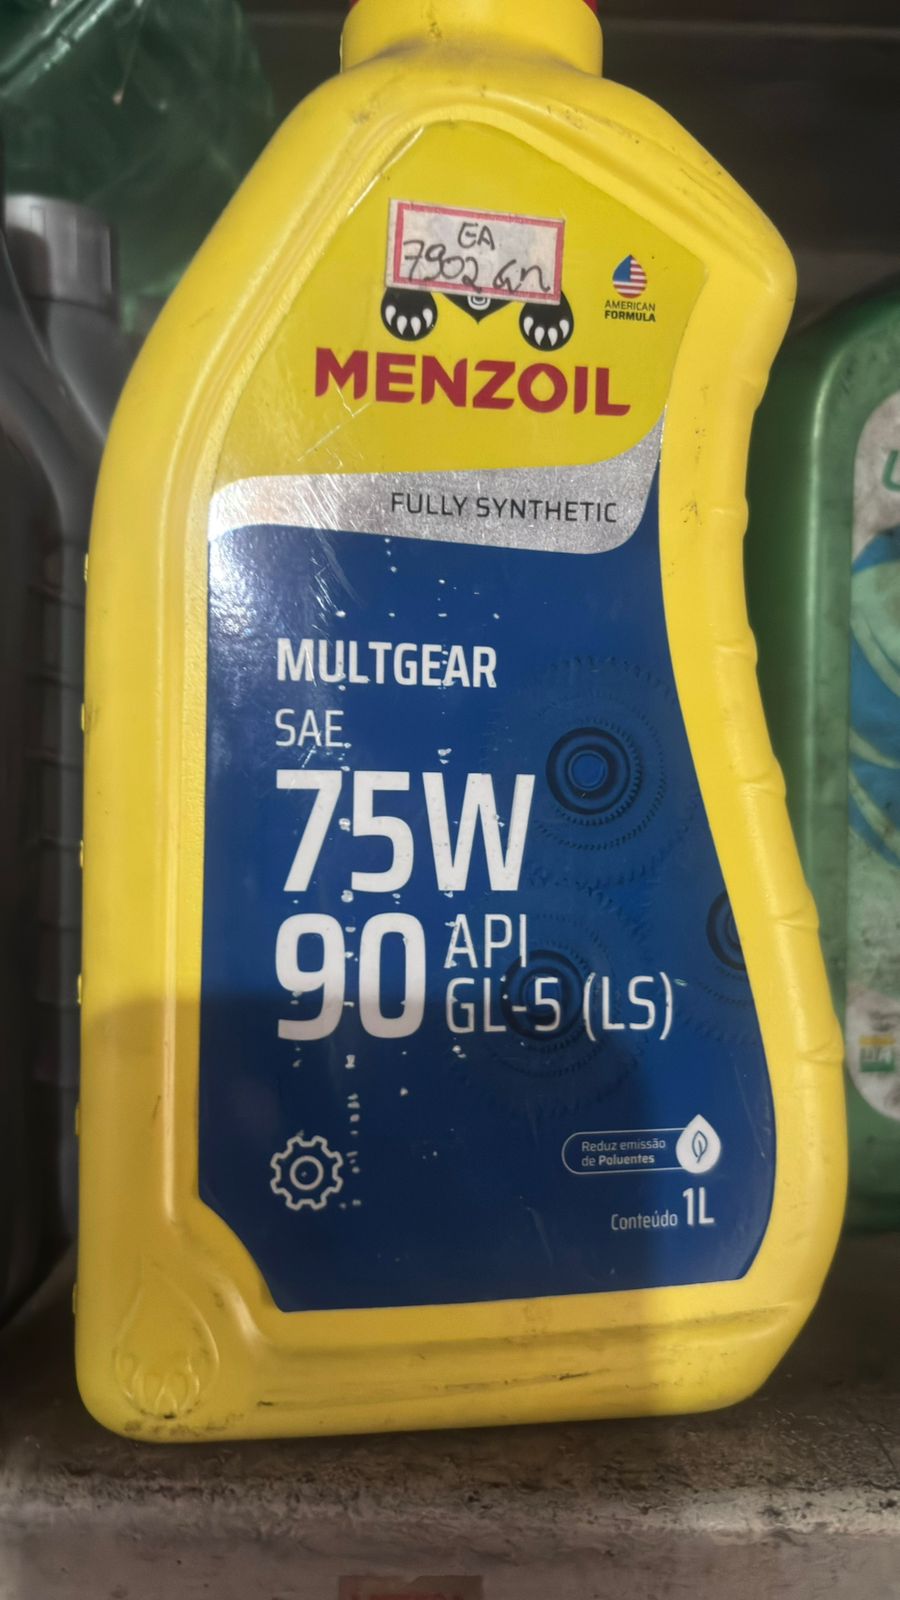 EA
7902
AMERICAN
FORMULA
MENZOIL
FULLY SYNTHETIC
MULTGEAR
SAE
75W
90 API
GL-5 (LS)
Reduz emissão
de Poluentes
Conteúdo 1L